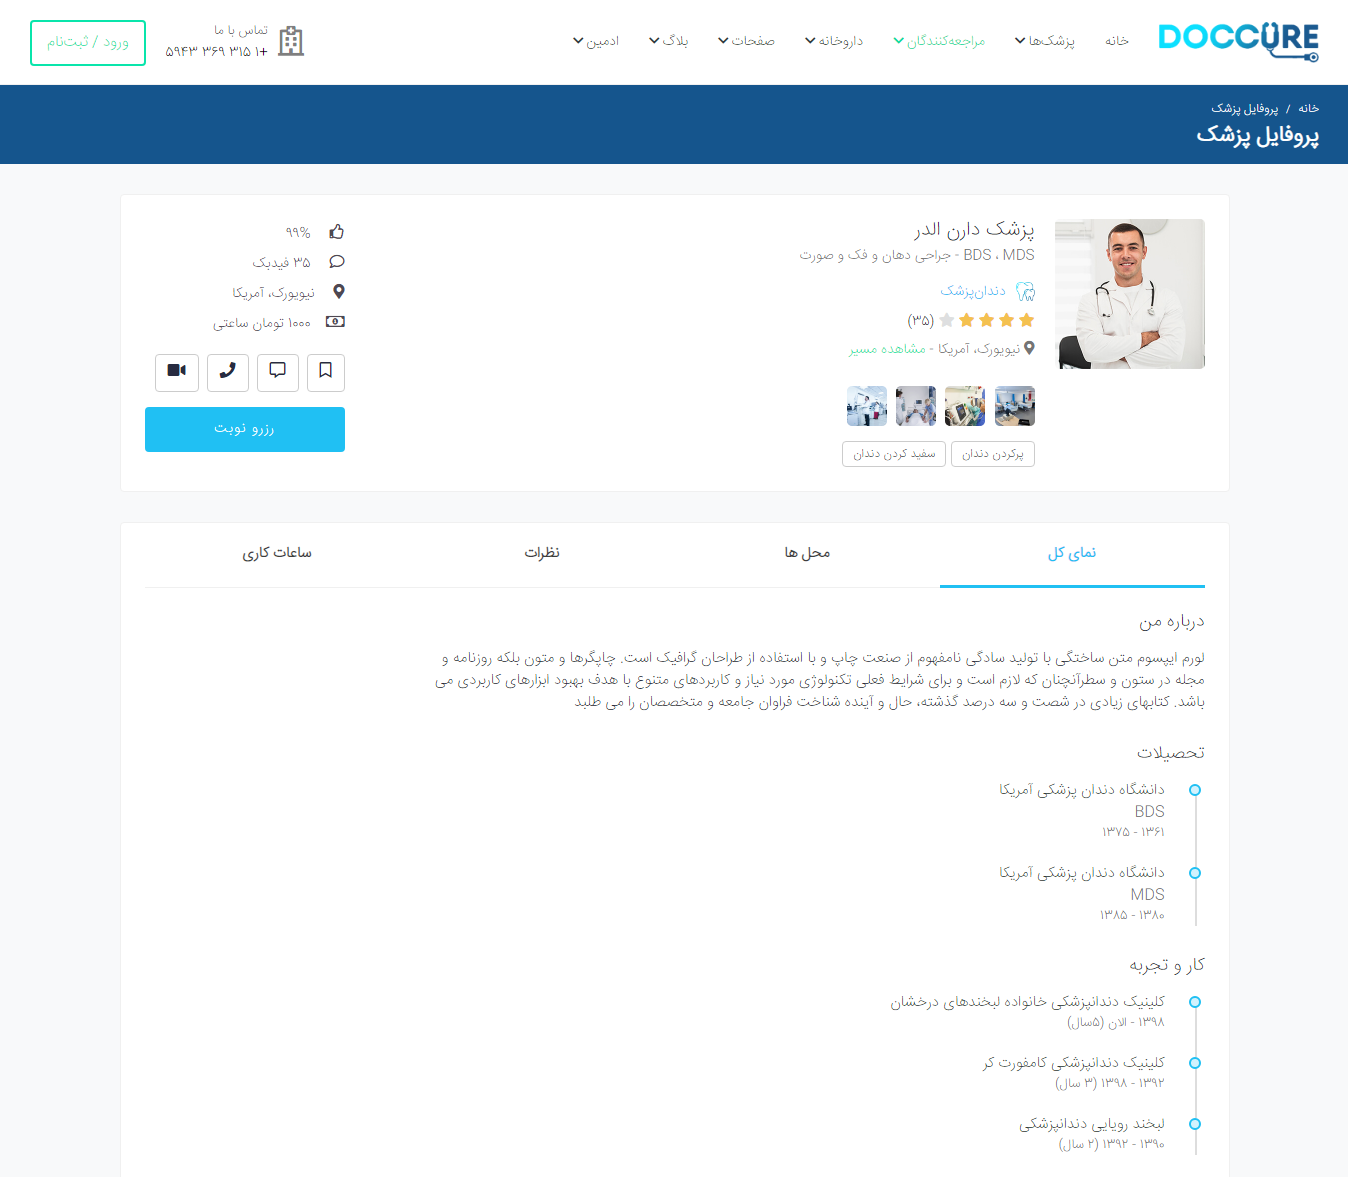 DOCCURE
خانه
پزشک‌ها
مراجعه‌کنندگان
داروخانه
صفحات
بلاگ
ادمین
تماس با ما
+۱ ۳۱۵ ۳۶۹ ۵۹۴۳
ورود / ثبت‌نام
خانه / پروفایل پزشک
پروفایل پزشک
پزشک دارن الدر
BDS ، MDS - جراحی دهان و فک و صورت
دندان‌پزشک
(۳۵)
نیویورک، آمریکا - مشاهده مسیر
پرکردن دندان
سفید کردن دندان
۹۹%
۳۵ فیدبک
نیویورک، آمریکا
۱۰۰۰ تومان ساعتی
رزرو نوبت
نمای کل
محل ها
نظرات
ساعات کاری
درباره من
لورم ایپسوم متن ساختگی با تولید سادگی نامفهوم از صنعت چاپ و با استفاده از طراحان گرافیک است. چاپگرها و متون بلکه روزنامه و
مجله در ستون و سطرآنچنان که لازم است و برای شرایط فعلی تکنولوژی مورد نیاز و کاربردهای متنوع با هدف بهبود ابزارهای کاربردی می
باشد. کتابهای زیادی در شصت و سه درصد گذشته، حال و آینده شناخت فراوان جامعه و متخصصان را می طلبد
تحصیلات
دانشگاه دندان پزشکی آمریکا
BDS
۱۳۶۱ - ۱۳۷۵
دانشگاه دندان پزشکی آمریکا
MDS
۱۳۸۰ - ۱۳۸۵
کار و تجربه
کلینیک دندانپزشکی خانواده لبخندهای درخشان
۱۳۹۸ - الان (۵سال)
کلینیک دندانپزشکی کامفورت کر
۱۳۹۲ - ۱۳۹۸ (۳ سال)
لبخند رویایی دندانپزشکی
۱۳۹۰ - ۱۳۹۲ (۲ سال)